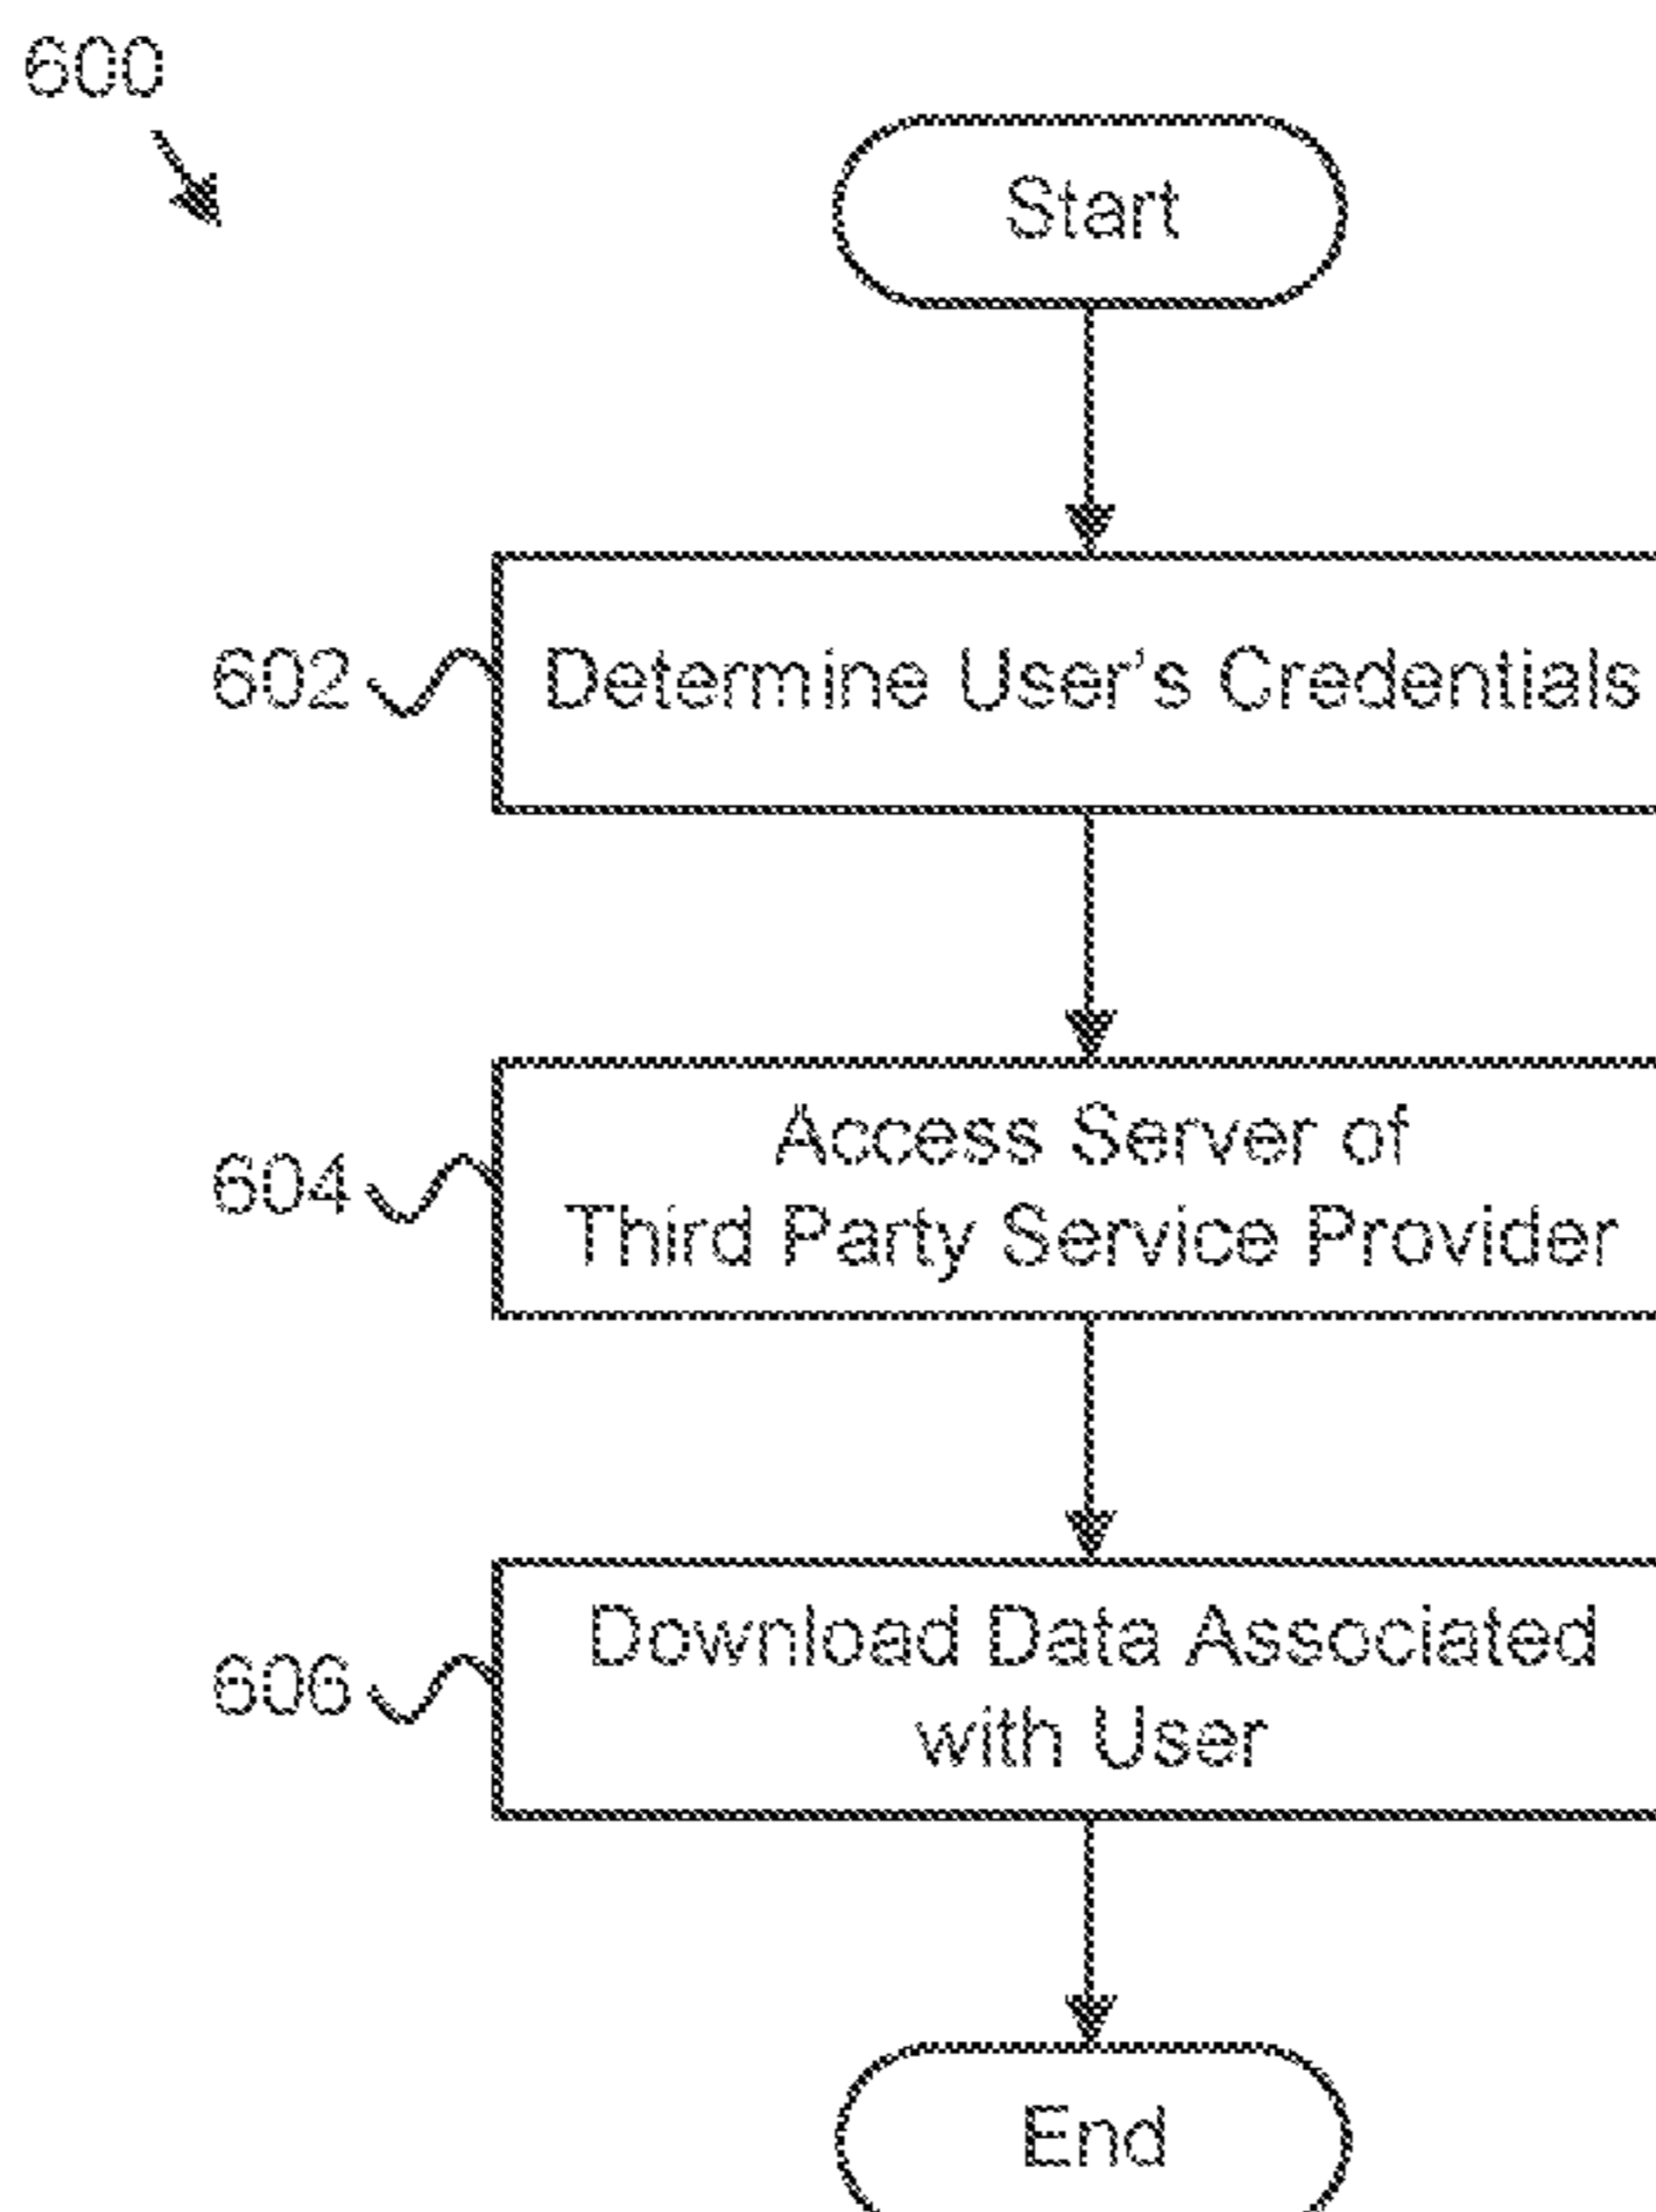 600
Start
602
Determine User's Credentials
604
Access Server of
Third Party Service Provider
606
Download Data Associated
with User
End